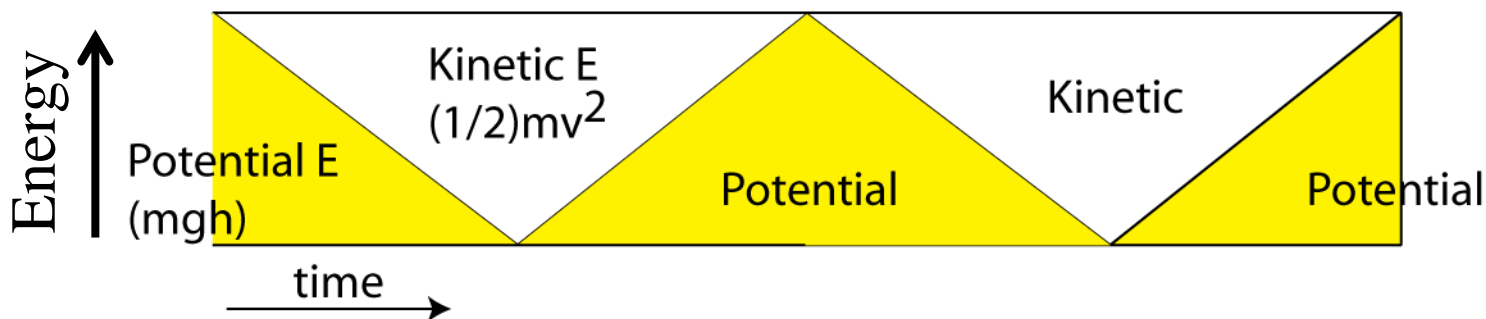 Energy
Kinetic E
(1/2)mv²
Kinetic
Potential E
(mgh)
Potential
Potential
time